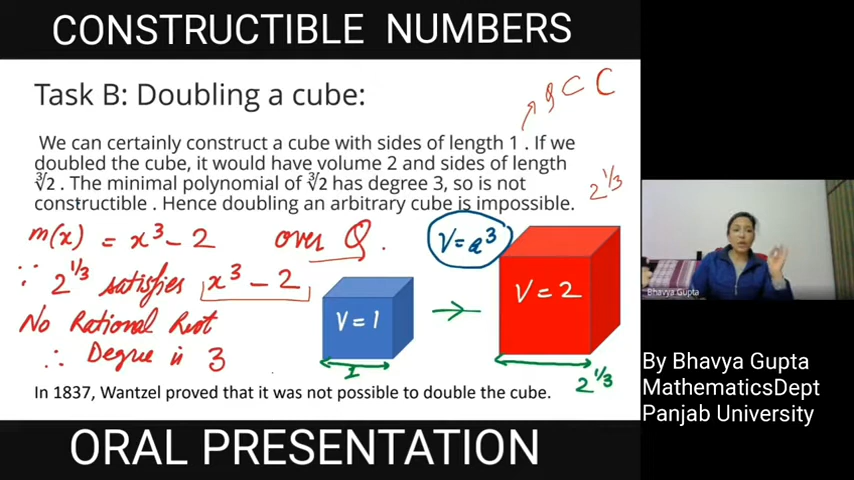 CONSTRUCTIBLE NUMBERS
Task B: Doubling a cube:
Q ⊂ C
We can certainly construct a cube with sides of length 1 . If we
doubled the cube, it would have volume 2 and sides of length
∛2 . The minimal polynomial of ∛2 has degree 3, so is not
constructible . Hence doubling an arbitrary cube is impossible.
2^1/3
m(x) = x³ - 2 over Q .
V = a³
∵ 2^1/3 satisfies x³ - 2
No Rational Root
∴ Degree is 3
V = 1
1
V = 2
2^1/3
In 1837, Wantzel proved that it was not possible to double the cube.
Bhavya Gupta
By Bhavya Gupta
MathematicsDept
Panjab University
ORAL PRESENTATION